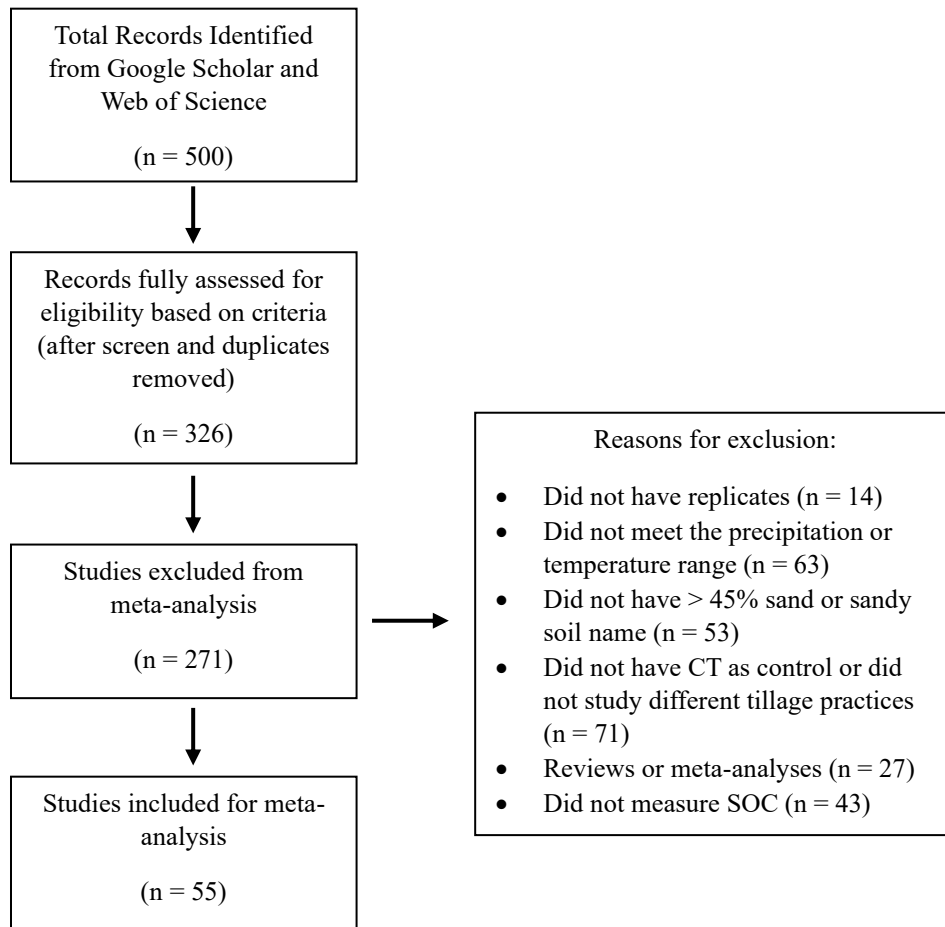 Total Records Identified
from Google Scholar and
Web of Science
(n = 500)
Records fully assessed for
eligibility based on criteria
(after screen and duplicates
removed)
(n = 326)
Studies excluded from
meta-analysis
(n = 271)
Reasons for exclusion:
• Did not have replicates (n = 14)
• Did not meet the precipitation or
temperature range (n = 63)
• Did not have > 45% sand or sandy
soil name (n = 53)
• Did not have CT as control or did
not study different tillage practices
(n = 71)
• Reviews or meta-analyses (n = 27)
• Did not measure SOC (n = 43)
Studies included for meta-
analysis
(n = 55)